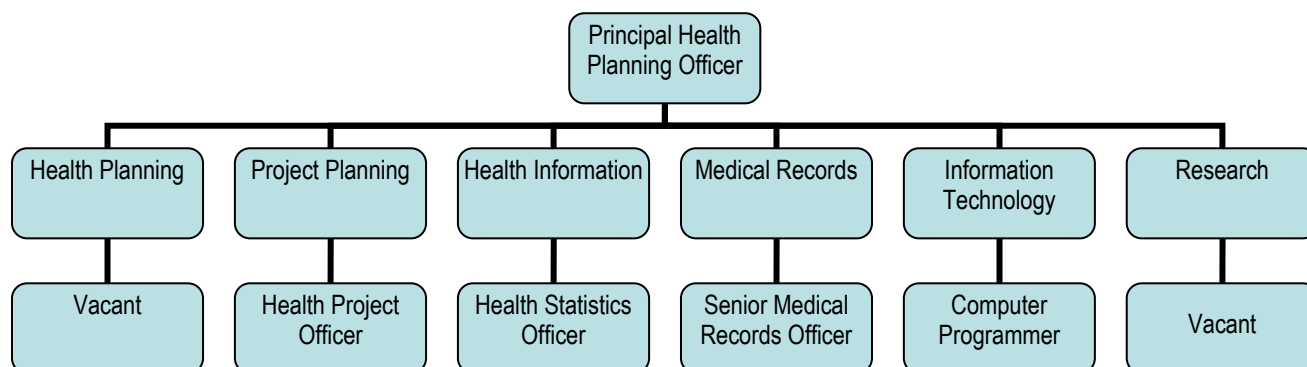 Principal Health
Planning Officer
Health Planning
Project Planning
Health Information
Medical Records
Information
Technology
Research
Vacant
Health Project
Officer
Health Statistics
Officer
Senior Medical
Records Officer
Computer
Programmer
Vacant